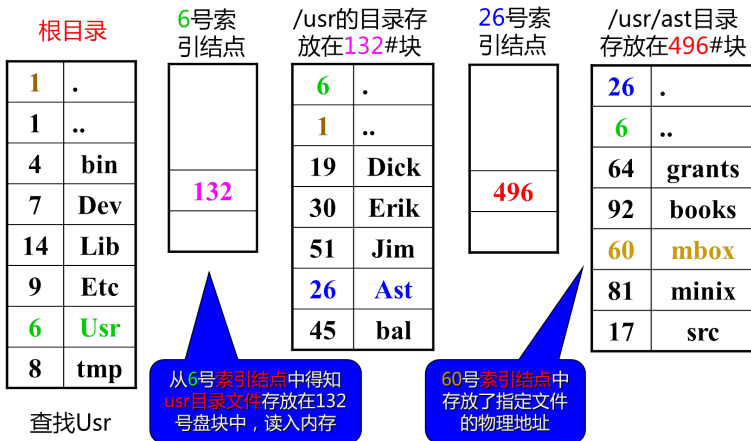 根目录
1 .
1 ..
4 bin
7 Dev
14 Lib
9 Etc
6 Usr
8 tmp
查找Usr
6号索
引结点
132
从6号索引结点中得知
usr目录文件存放在132
号盘块中，读入内存
/usr的目录存
放在132#块
6 .
1 ..
19 Dick
30 Erik
51 Jim
26 Ast
45 bal
26号索
引结点
496
60号索引结点中
存放了指定文件
的物理地址
/usr/ast目录
存放在496#块
26 .
6 ..
64 grants
92 books
60 mbox
81 minix
17 src